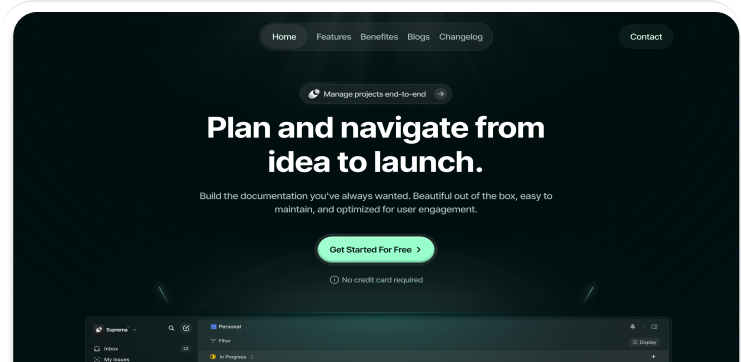 Home Features Benefites Blogs Changelog Contact
Manage projects end-to-end
Plan and navigate from
idea to launch.
Build the documentation you've always wanted. Beautiful out of the box, easy to
maintain, and optimized for user engagement.
Get Started For Free
No credit card required
Suprema
Personal
Filter
Display
Inbox 23
In Progress 2
My Issues